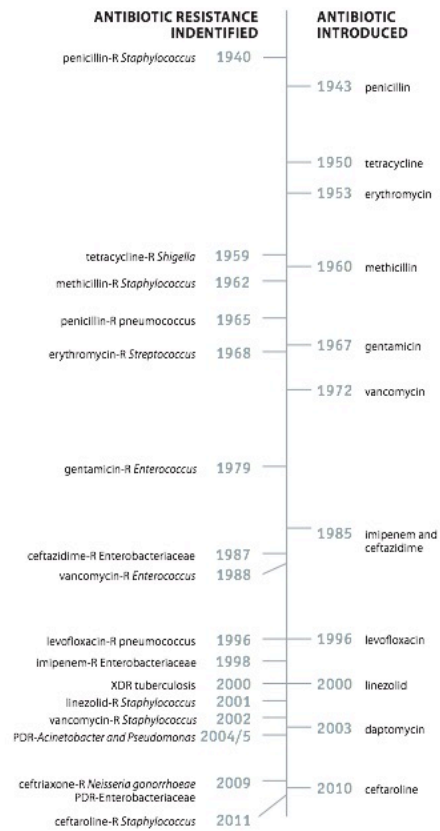 ANTIBIOTIC RESISTANCE
INDENTIFIED
ANTIBIOTIC
INTRODUCED
penicillin-R Staphylococcus 1940
1943 penicillin
1950 tetracycline
1953 erythromycin
tetracycline-R Shigella 1959
1960 methicillin
methicillin-R Staphylococcus 1962
penicillin-R pneumococcus 1965
1967 gentamicin
erythromycin-R Streptococcus 1968
1972 vancomycin
gentamicin-R Enterococcus 1979
1985 imipenem and
ceftazidime
ceftazidime-R Enterobacteriaceae 1987
vancomycin-R Enterococcus 1988
levofloxacin-R pneumococcus 1996
1996 levofloxacin
imipenem-R Enterobacteriaceae 1998
XDR tuberculosis 2000
2000 linezolid
linezolid-R Staphylococcus 2001
vancomycin-R Staphylococcus 2002
2003 daptomycin
PDR-Acinetobacter and Pseudomonas 2004/5
ceftriaxone-R Neisseria gonorrhoeae 2009
PDR-Enterobacteriaceae
2010 ceftaroline
ceftaroline-R Staphylococcus 2011